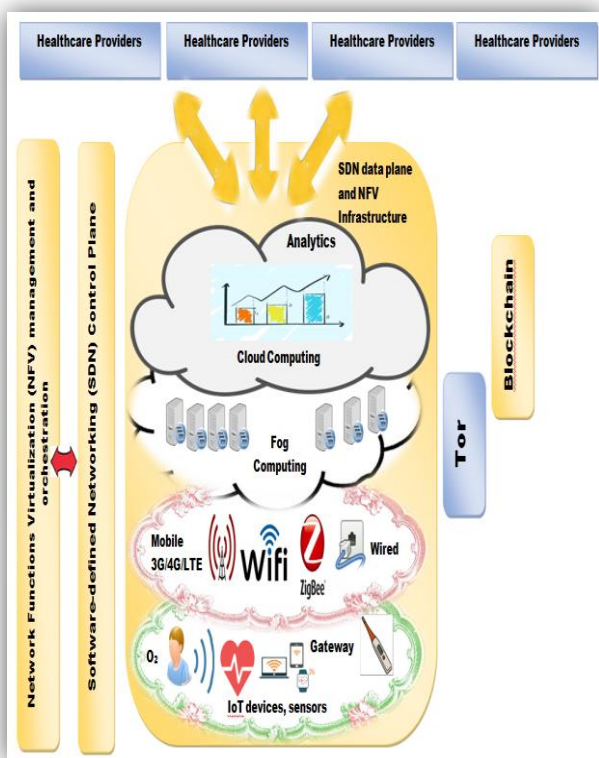 Healthcare Providers
Healthcare Providers
Healthcare Providers
Healthcare Providers
Network Functions Virtualization (NFV) management and
orchestration
Software-defined Networking (SDN) Control Plane
SDN data plane
and NFV
Infrastructure
Analytics
Cloud Computing
Fog
Computing
Mobile
3G/4G/LTE
Wifi
ZigBee
Wired
O₂
Gateway
IoT devices, sensors
Tor
Blockchain